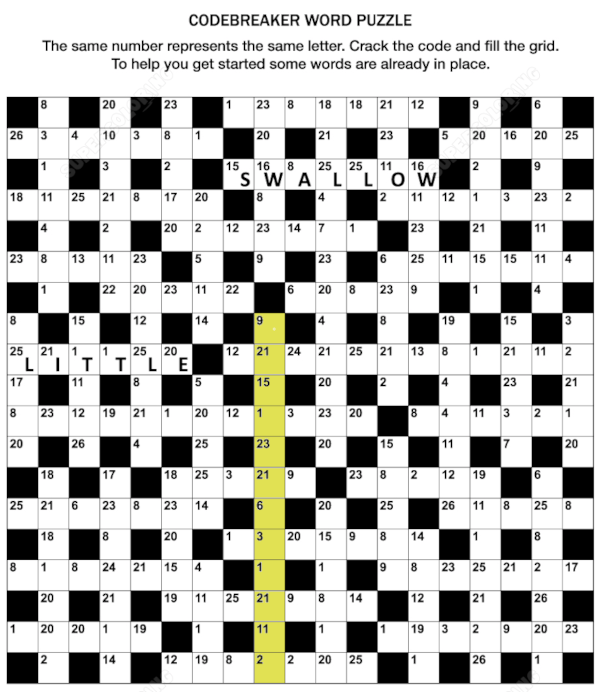 CODEBREAKER WORD PUZZLE
The same number represents the same letter. Crack the code and fill the grid.
To help you get started some words are already in place.
8 20 23 1 23 8 18 18 21 12 9 6
26 3 4 10 3 8 1 20 21 23 5 20 16 20 25
1 3 2 15 16 8 25 25 11 16 2 9
S W A L L O W
18 11 25 21 8 17 20 8 4 2 11 12 1 3 23 2
4 2 20 2 12 23 14 7 1 23 21 11
23 8 13 11 23 5 9 23 6 25 11 15 15 11 4
1 22 20 23 11 22 6 20 8 23 9 1 4
8 15 12 14 9 4 8 19 15 3
25 21 1 1 25 20 12 21 24 21 25 21 13 8 1 21 11 2
L I T T L E
17 11 8 5 15 20 2 4 23 21
8 23 12 19 21 1 20 12 1 3 23 20 8 4 11 3 2 1
20 26 4 25 23 20 15 11 7 20
18 17 18 25 3 21 9 23 8 2 12 19 6
25 21 6 23 8 23 14 6 20 25 26 11 8 25 8
18 8 20 1 3 20 15 9 8 14 1 8
8 1 8 24 21 15 4 1 1 9 8 23 25 21 2 17
20 21 19 11 25 21 9 8 14 12 21 26
1 20 20 1 19 1 11 1 1 19 3 2 9 20 23
2 14 12 19 8 2 2 20 25 1 26 1